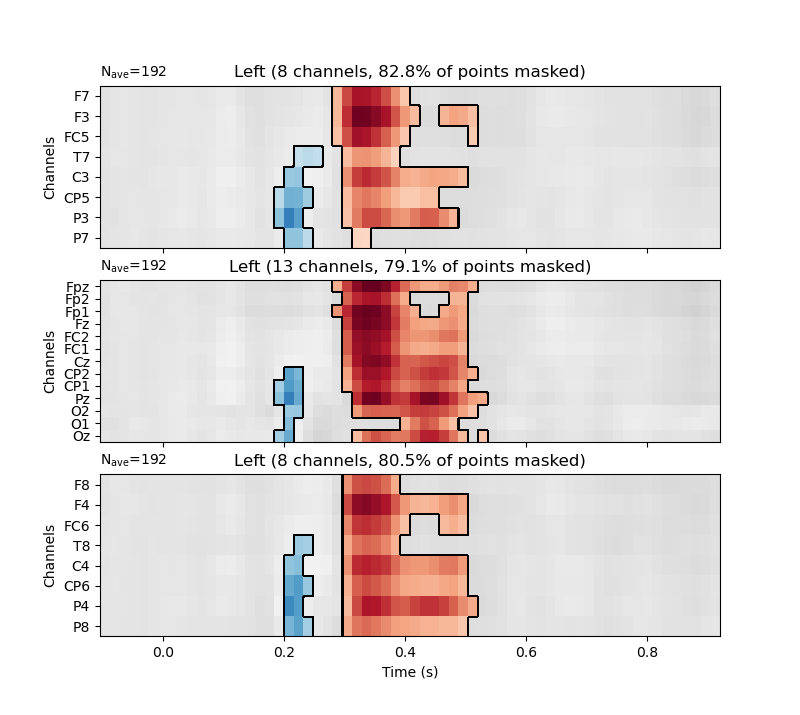 N_ave=192
Left (8 channels, 82.8% of points masked)
Channels
F7
F3
FC5
T7
C3
CP5
P3
P7
N_ave=192
Left (13 channels, 79.1% of points masked)
Channels
Fpz
Fp2
Fp1
Fz
FC2
FC1
Cz
CP2
CP1
Pz
O2
O1
Oz
N_ave=192
Left (8 channels, 80.5% of points masked)
Channels
F8
F4
FC6
T8
C4
CP6
P4
P8
0.0 0.2 0.4 0.6 0.8
Time (s)